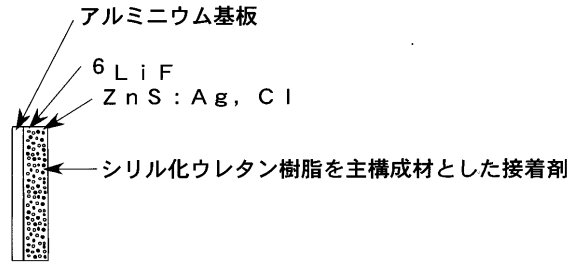 アルミニウム基板
⁶ＬｉＦ
ＺｎＳ：Ａｇ，Ｃｌ
シリル化ウレタン樹脂を主構成材とした接着剤